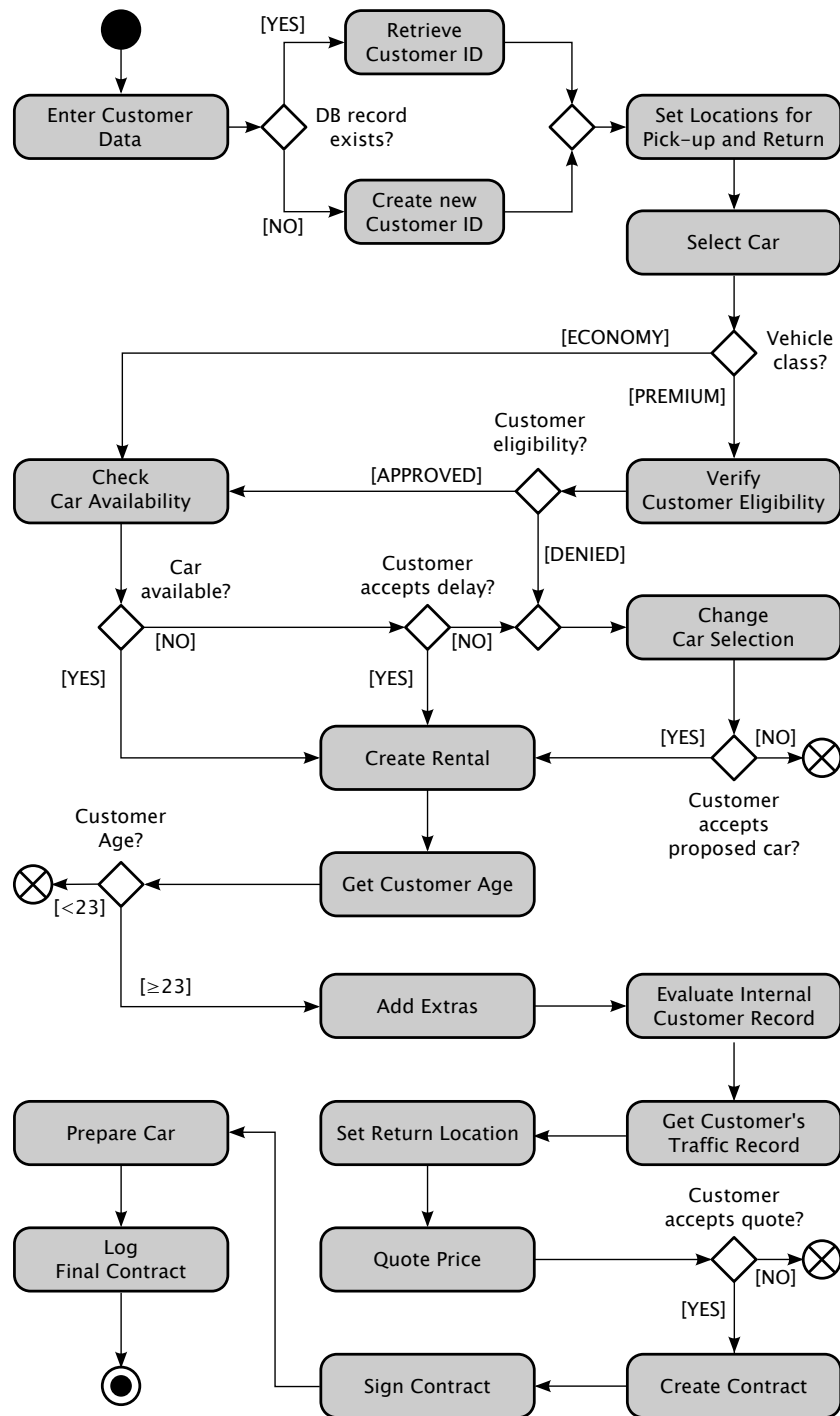 [YES]
Retrieve
Customer ID
Enter Customer
Data
DB record
exists?
Set Locations for
Pick-up and Return
Create new
Customer ID
[NO]
Select Car
[ECONOMY]
Vehicle
class?
[PREMIUM]
Customer
eligibility?
Check
Car Availability
[APPROVED]
Verify
Customer Eligibility
[DENIED]
Car
available?
Customer
accepts delay?
Change
Car Selection
[NO]
[NO]
[YES]
[YES]
Create Rental
[YES]
[NO]
Customer
accepts
proposed car?
Customer
Age?
Get Customer Age
[<23]
[≥23]
Add Extras
Evaluate Internal
Customer Record
Prepare Car
Set Return Location
Get Customer's
Traffic Record
Customer
accepts quote?
Log
Final Contract
Quote Price
[NO]
[YES]
Sign Contract
Create Contract